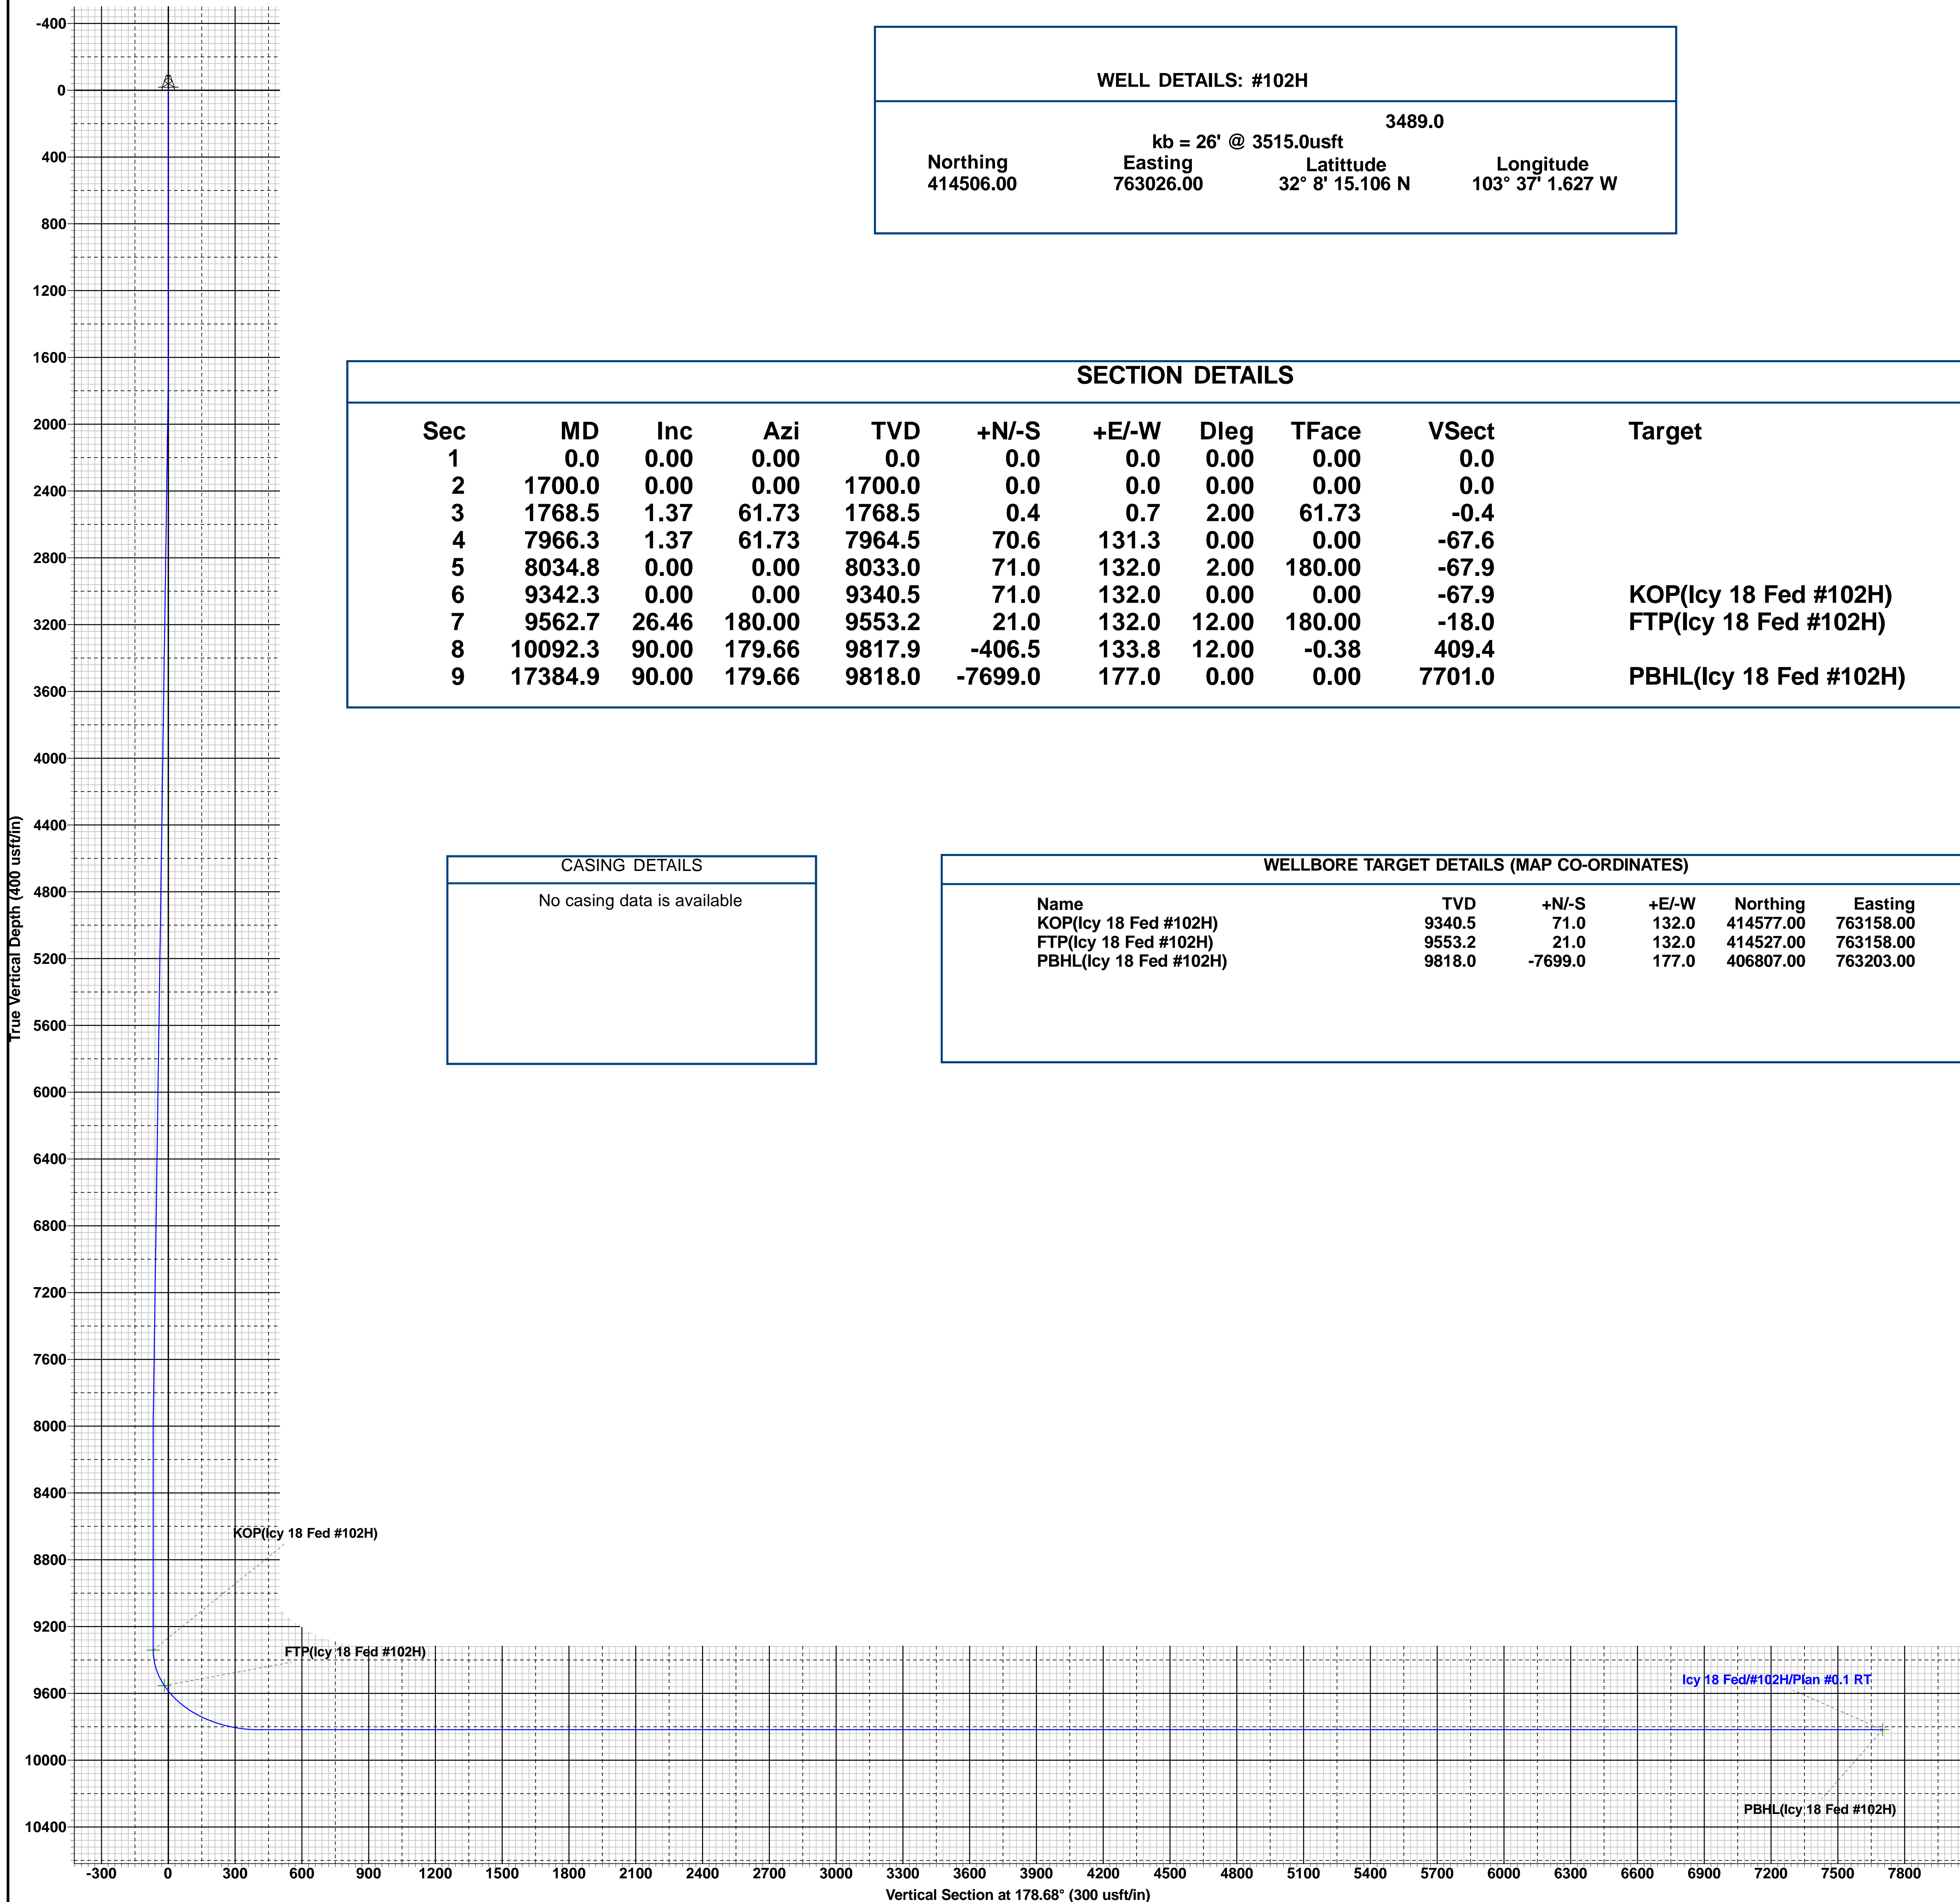 WELL DETAILS: #102H
3489.0
kb = 26' @ 3515.0usft
Northing Easting Latittude Longitude
414506.00 763026.00 32° 8' 15.106 N 103° 37' 1.627 W
SECTION DETAILS
Sec MD Inc Azi TVD +N/-S +E/-W Dleg TFace VSect Target
1 0.0 0.00 0.00 0.0 0.0 0.0 0.00 0.00 0.0
2 1700.0 0.00 0.00 1700.0 0.0 0.0 0.00 0.00 0.0
3 1768.5 1.37 61.73 1768.5 0.4 0.7 2.00 61.73 -0.4
4 7966.3 1.37 61.73 7964.5 70.6 131.3 0.00 0.00 -67.6
5 8034.8 0.00 0.00 8033.0 71.0 132.0 2.00 180.00 -67.9
6 9342.3 0.00 0.00 9340.5 71.0 132.0 0.00 0.00 -67.9 KOP(Icy 18 Fed #102H)
7 9562.7 26.46 180.00 9553.2 21.0 132.0 12.00 180.00 -18.0 FTP(Icy 18 Fed #102H)
8 10092.3 90.00 179.66 9817.9 -406.5 133.8 12.00 -0.38 409.4
9 17384.9 90.00 179.66 9818.0 -7699.0 177.0 0.00 0.00 7701.0 PBHL(Icy 18 Fed #102H)
CASING DETAILS
No casing data is available
WELLBORE TARGET DETAILS (MAP CO-ORDINATES)
Name TVD +N/-S +E/-W Northing Easting
KOP(Icy 18 Fed #102H) 9340.5 71.0 132.0 414577.00 763158.00
FTP(Icy 18 Fed #102H) 9553.2 21.0 132.0 414527.00 763158.00
PBHL(Icy 18 Fed #102H) 9818.0 -7699.0 177.0 406807.00 763203.00
True Vertical Depth (400 usft/in)
-400
0
400
800
1200
1600
2000
2400
2800
3200
3600
4000
4400
4800
5200
5600
6000
6400
6800
7200
7600
8000
8400
8800
9200
9600
10000
10400
KOP(Icy 18 Fed #102H)
FTP(Icy 18 Fed #102H)
Icy 18 Fed/#102H/Plan #0.1 RT
PBHL(Icy 18 Fed #102H)
-300 0 300 600 900 1200 1500 1800 2100 2400 2700 3000 3300 3600 3900 4200 4500 4800 5100 5400 5700 6000 6300 6600 6900 7200 7500 7800
Vertical Section at 178.68° (300 usft/in)